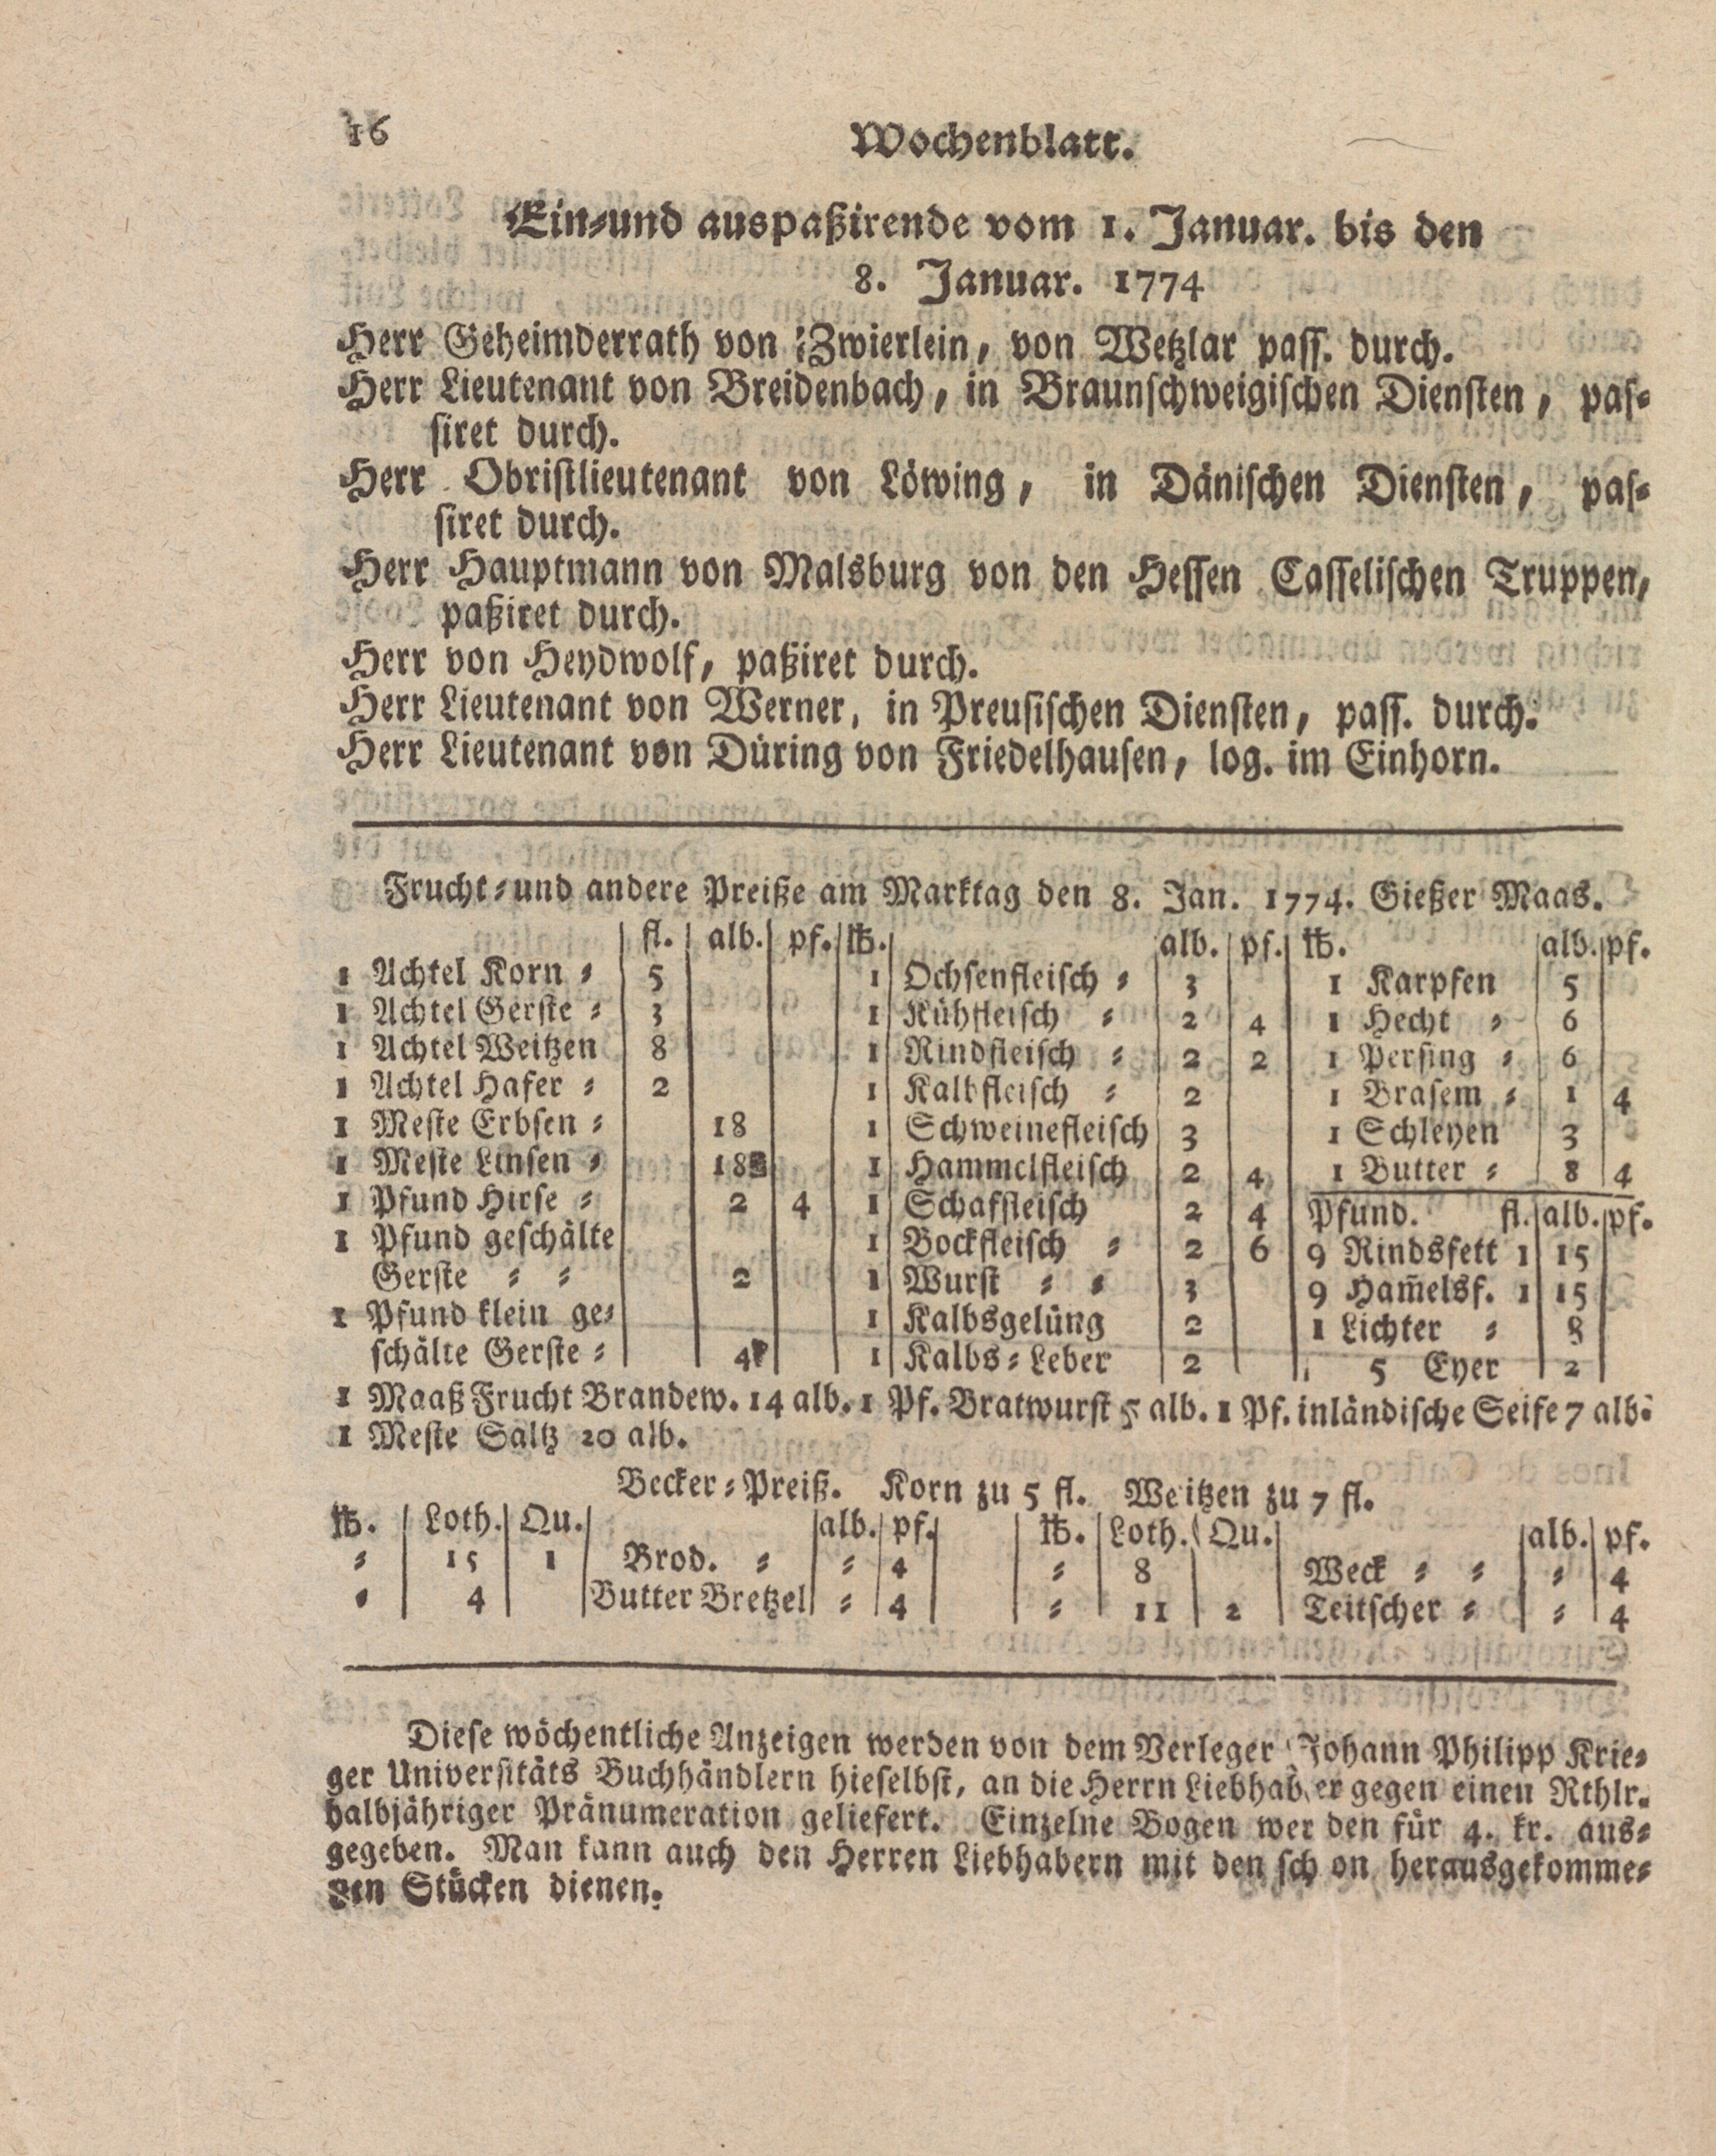 16
Wochenblatt.
Ein⸗und auspaßirende vom 1. Januar. bis den
8. Januar. 1774
Herr Geheimderrath von Zwierlein, von Wetzlar pass. durch.
Herr Lieutenant von Breidenbach, in Braunschweigischen Diensten, pas⸗
siret durch.
Herr Obristlieutenant von Löwing, in Dänischen Diensten, pas⸗
siret durch.
Herr Hauptmann von Malsburg von den Hessen Casselischen Truppen,
paßiret durch.
Herr von Heydwolf, paßiret durch.
Herr Lieutenant von Werner, in Preusischen Diensten, pass. durch.
Herr Lieutenant von Düring von Friedelhausen, log. im Einhorn.
Frucht⸗und andere Preiße am Marktag den 8. Jan. 1774. Gießer Maas.
fl. alb. pf.
1 Achtel Korn ⸗ 5
1 Achtel Gerste ⸗ 3
1 Achtel Weitzen 8
1 Achtel Hafer ⸗ 2
1 Meste Erbsen ⸗ 18
1 Meste Linsen ⸗ 18
1 Pfund Hirse ⸗ 2 4
1 Pfund geschälte
Gerste ⸗ ⸗ 2
1 Pfund klein ge⸗
schälte Gerste ⸗ 4
℔. alb. pf.
1 Ochsenfleisch ⸗ 3
1 Kühfleisch ⸗ 2 4
1 Rindfleisch ⸗ 2 2
1 Kalbfleisch ⸗ 2
1 Schweinefleisch 3
1 Hammelfleisch 2 4
1 Schaffleisch 2 4
1 Bockfleisch ⸗ 2 6
1 Wurst ⸗ ⸗ 3
1 Kalbsgelüng 2
1 Kalbs⸗Leber 2
℔. alb. pf.
1 Karpfen 5
1 Hecht ⸗ 6
1 Persing ⸗ 6
1 Brasem ⸗ 1 4
1 Schleyen 3
1 Butter ⸗ 8 4
Pfund. fl. alb. pf.
9 Rindsfett 1 15
9 Ham̄elsf. 1 15
1 Lichter ⸗ 8
5 Eyer 2
1 Maaß Frucht Brandew. 14 alb. 1 Pf. Bratwurst 5 alb. 1 Pf. inländische Seife 7 alb.
1 Meste Saltz 20 alb.
Becker⸗Preiß. Korn zu 5 fl. Weitzen zu 7 fl.
℔. Loth. Qu. alb. pf. ℔. Loth. Qu. alb. pf.
⸗ 15 1 Brod. ⸗ ⸗ 4 ⸗ 8 Weck ⸗ ⸗ ⸗ 4
⸗ 4 Butter Bretzel ⸗ 4 ⸗ 11 2 Teitscher ⸗ ⸗ 4
Diese wöchentliche Anzeigen werden von dem Verleger Johann Philipp Krie⸗
ger Universitäts Buchhändlern hieselbst, an die Herrn Liebhaber gegen einen Rthlr.
halbjähriger Pränumeration geliefert. Einzelne Bogen wer den für 4. kr. aus⸗
gegeben. Man kann auch den Herren Liebhabern mit den sch on herausgekomme⸗
nen Stücken dienen.